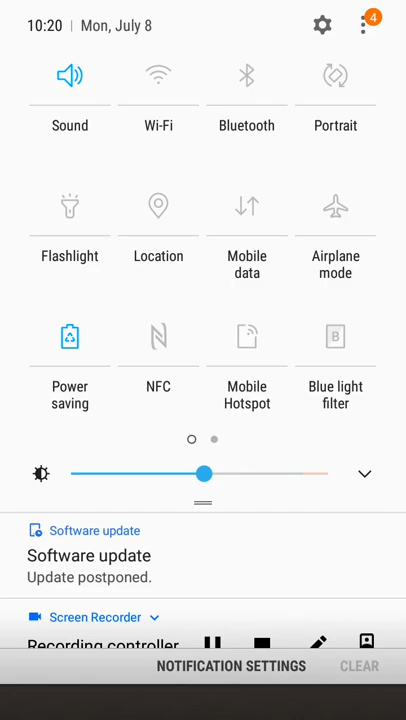 10:20 | Mon, July 8
4
Sound Wi-Fi Bluetooth Portrait
Flashlight Location Mobile data Airplane mode
Power saving NFC Mobile Hotspot B Blue light filter
Software update
Software update
Update postponed.
Screen Recorder
Recording controller
NOTIFICATION SETTINGS CLEAR